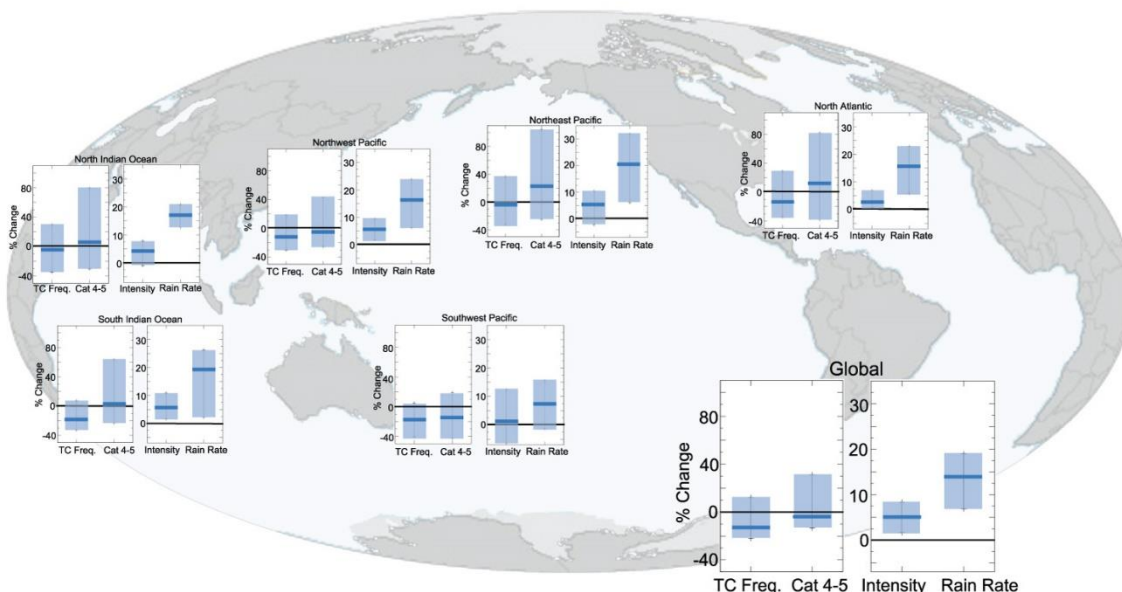 North Atlantic
% Change
80
40
0
-40
30
20
10
0
TC Freq. Cat 4-5 Intensity Rain Rate
Northeast Pacific
% Change
80
40
0
-40
30
20
10
0
TC Freq. Cat 4-5 Intensity Rain Rate
Northwest Pacific
% Change
80
40
0
-40
30
20
10
0
TC Freq. Cat 4-5 Intensity Rain Rate
North Indian Ocean
% Change
80
40
0
-40
30
20
10
0
TC Freq. Cat 4-5 Intensity Rain Rate
South Indian Ocean
% Change
80
40
0
-40
30
20
10
0
TC Freq. Cat 4-5 Intensity Rain Rate
Southwest Pacific
% Change
80
40
0
-40
30
20
10
0
TC Freq. Cat 4-5 Intensity Rain Rate
Global
% Change
80
40
0
-40
30
20
10
0
TC Freq. Cat 4-5 Intensity Rain Rate